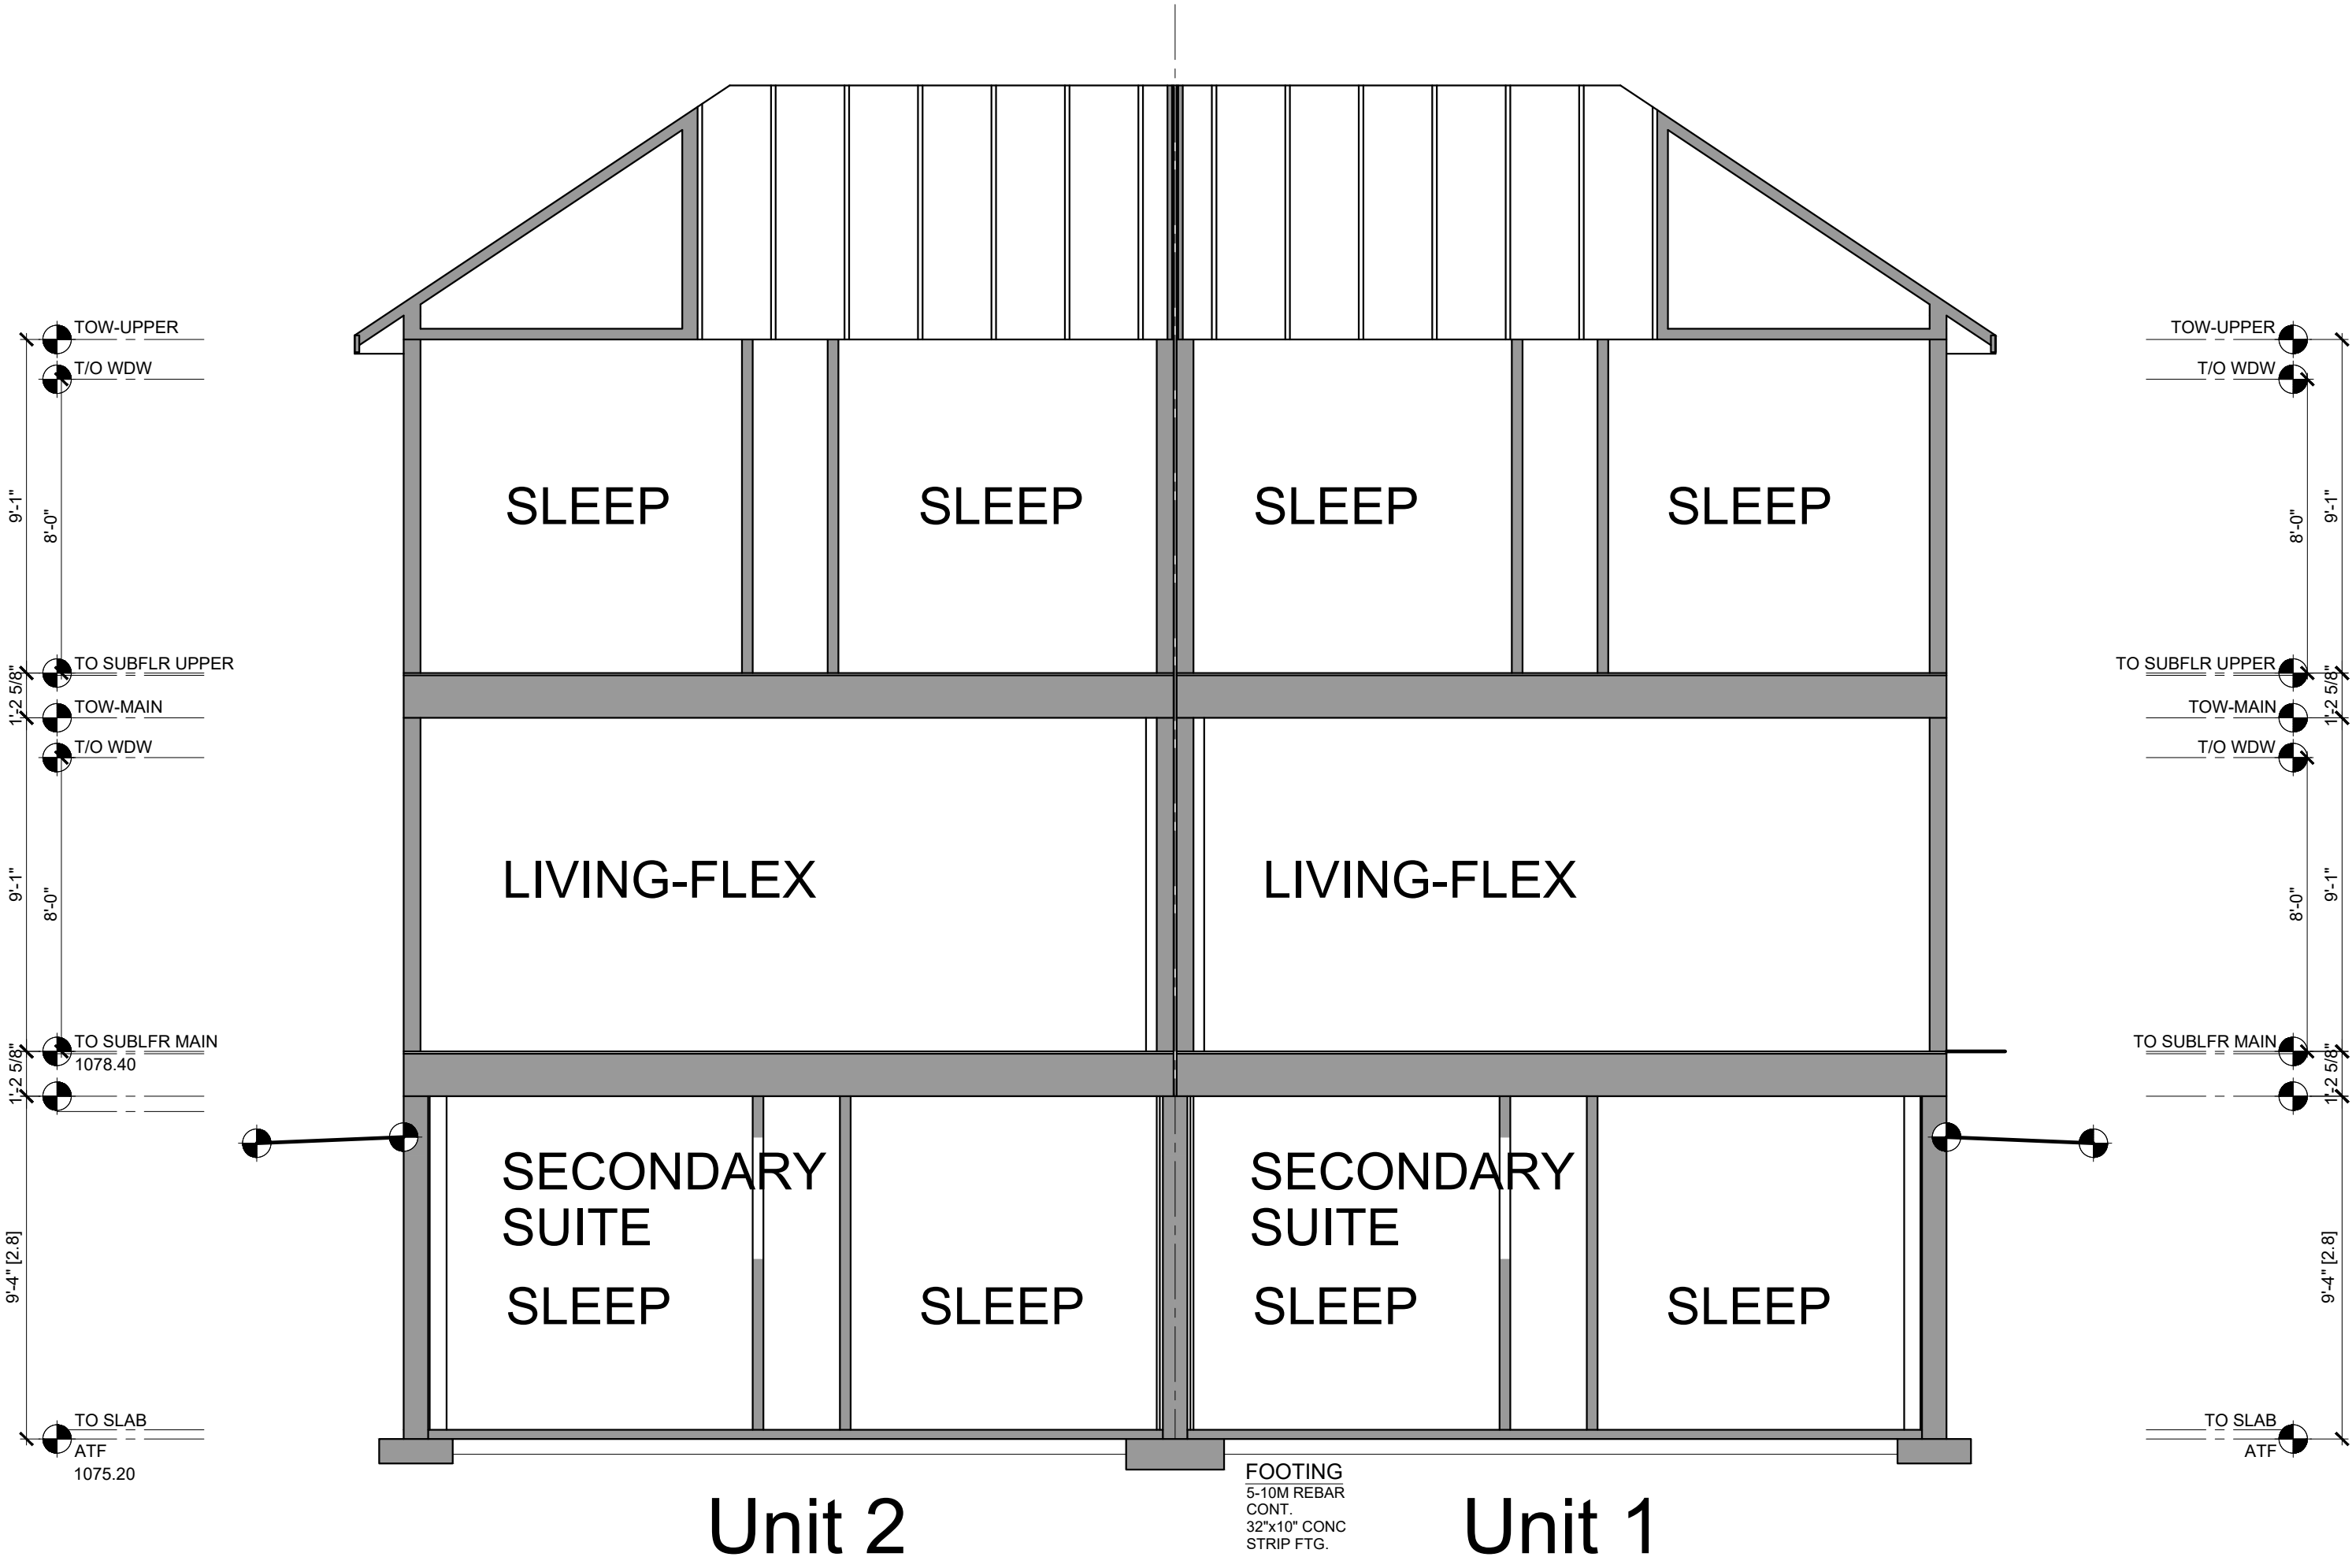 TOW-UPPER
T/O WDW
9'-1"
8'-0"
TO SUBFLR UPPER
1'-2 5/8"
TOW-MAIN
T/O WDW
9'-1"
8'-0"
TO SUBLFR MAIN
1078.40
1'-2 5/8"
9'-4" [2.8]
TO SLAB
ATF
1075.20
SLEEP SLEEP SLEEP SLEEP
LIVING-FLEX LIVING-FLEX
SECONDARY
SUITE
SLEEP SLEEP
SECONDARY
SUITE
SLEEP SLEEP
TOW-UPPER
T/O WDW
9'-1"
8'-0"
TO SUBFLR UPPER
1'-2 5/8"
TOW-MAIN
T/O WDW
9'-1"
8'-0"
TO SUBLFR MAIN
1'-2 5/8"
9'-4" [2.8]
TO SLAB
ATF
Unit 2
FOOTING
5-10M REBAR
CONT.
32"x10" CONC
STRIP FTG.
Unit 1